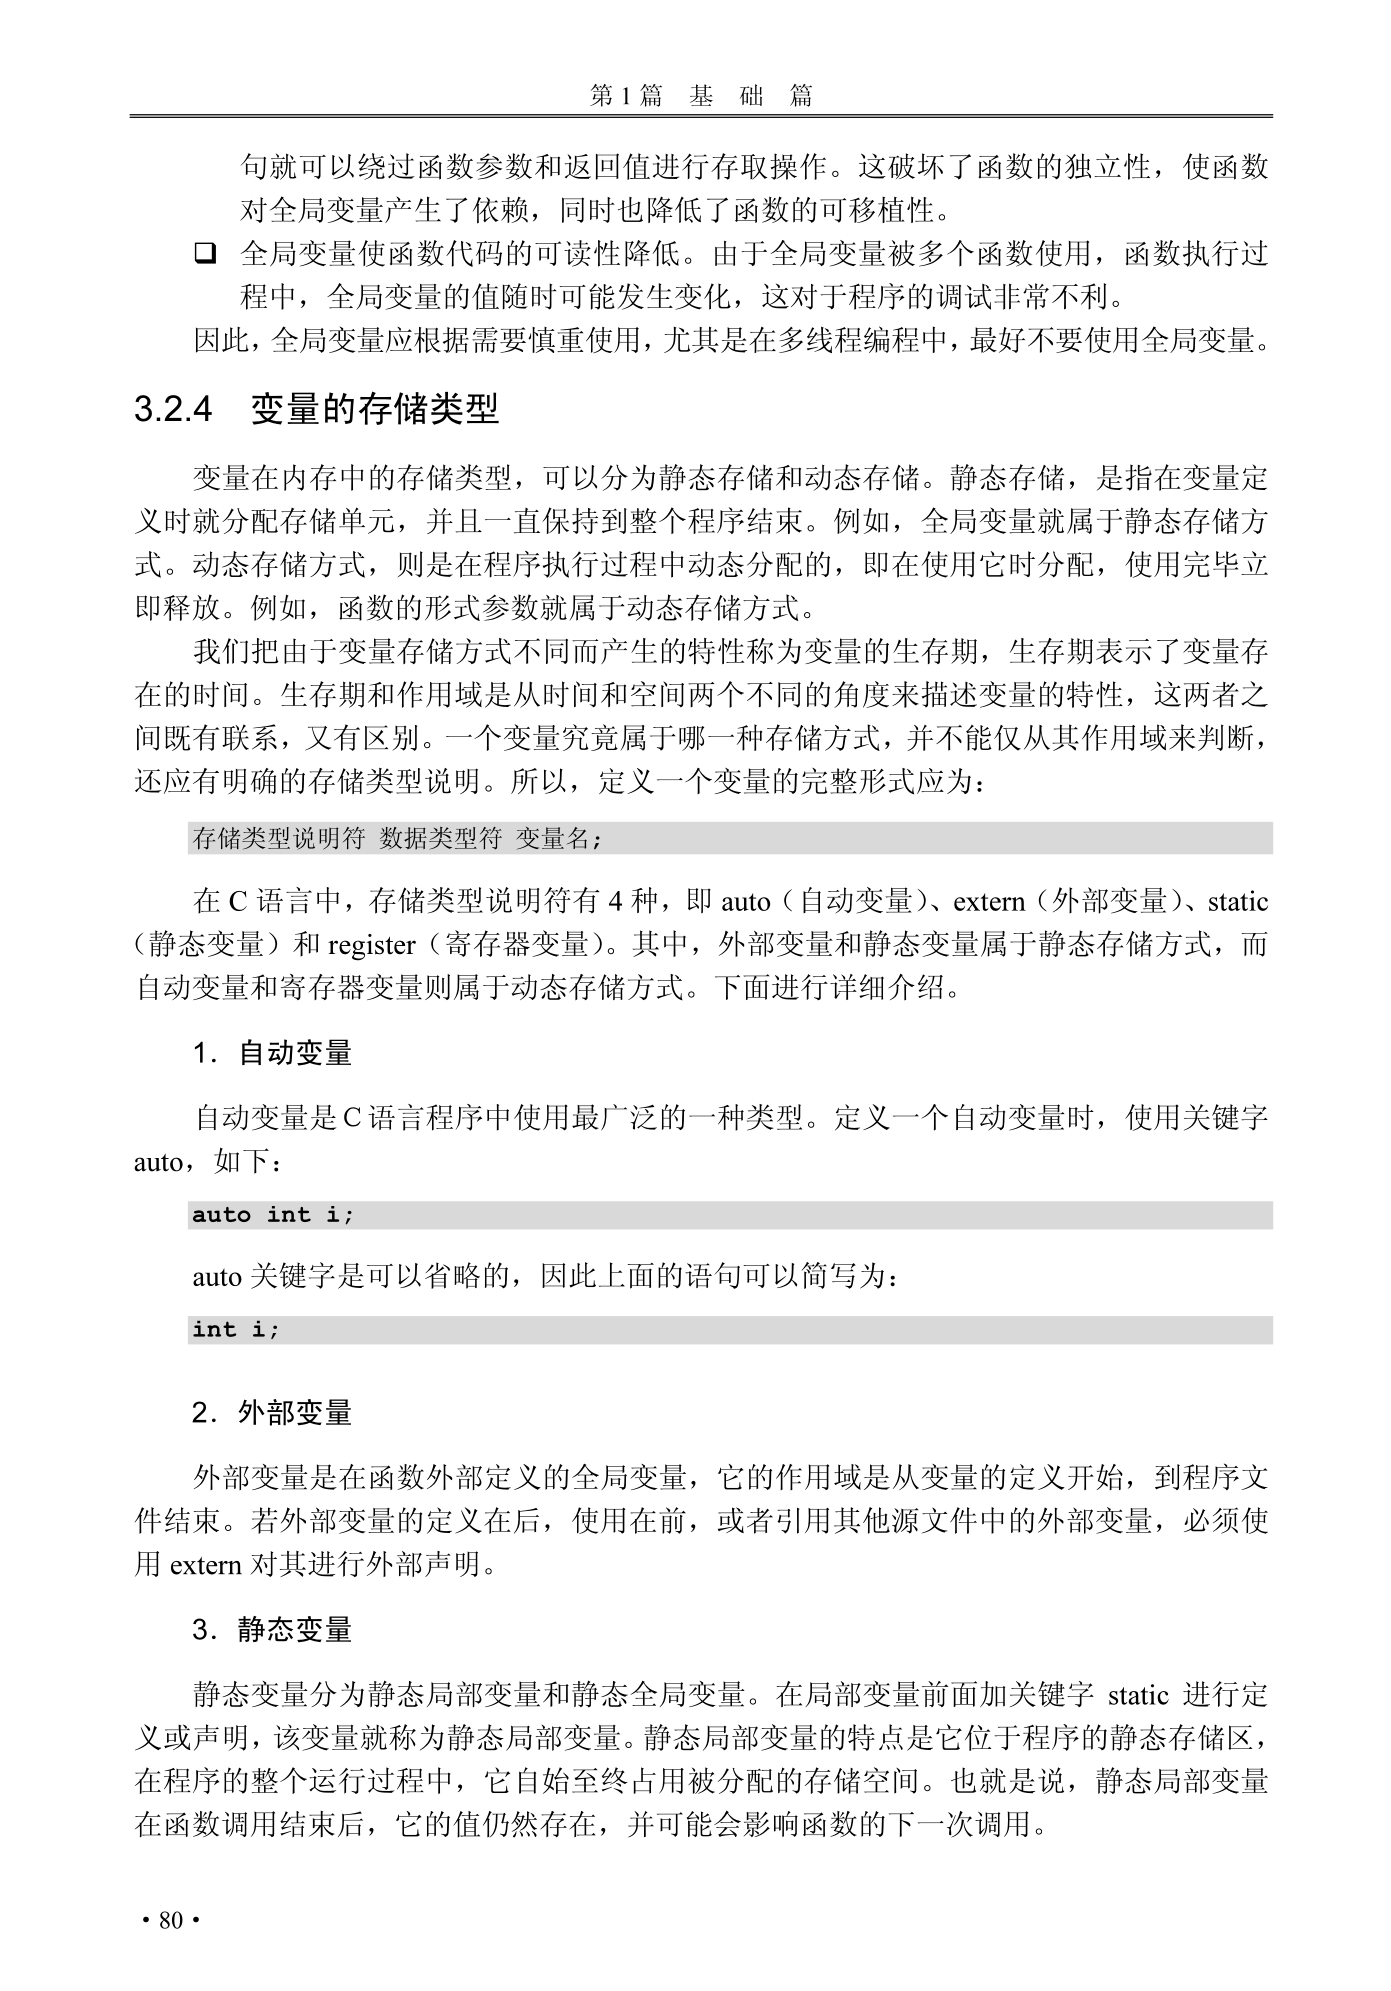 第 1 篇 基 础 篇
句就可以绕过函数参数和返回值进行存取操作。这破坏了函数的独立性，使函数
对全局变量产生了依赖，同时也降低了函数的可移植性。
❑ 全局变量使函数代码的可读性降低。由于全局变量被多个函数使用，函数执行过
程中，全局变量的值随时可能发生变化，这对于程序的调试非常不利。
因此，全局变量应根据需要慎重使用，尤其是在多线程编程中，最好不要使用全局变量。
3.2.4 变量的存储类型
变量在内存中的存储类型，可以分为静态存储和动态存储。静态存储，是指在变量定
义时就分配存储单元，并且一直保持到整个程序结束。例如，全局变量就属于静态存储方
式。动态存储方式，则是在程序执行过程中动态分配的，即在使用它时分配，使用完毕立
即释放。例如，函数的形式参数就属于动态存储方式。
我们把由于变量存储方式不同而产生的特性称为变量的生存期，生存期表示了变量存
在的时间。生存期和作用域是从时间和空间两个不同的角度来描述变量的特性，这两者之
间既有联系，又有区别。一个变量究竟属于哪一种存储方式，并不能仅从其作用域来判断，
还应有明确的存储类型说明。所以，定义一个变量的完整形式应为：
存储类型说明符 数据类型符 变量名;
在 C 语言中，存储类型说明符有 4 种，即 auto（自动变量）、extern（外部变量）、static
（静态变量）和 register（寄存器变量）。其中，外部变量和静态变量属于静态存储方式，而
自动变量和寄存器变量则属于动态存储方式。下面进行详细介绍。
1．自动变量
自动变量是 C 语言程序中使用最广泛的一种类型。定义一个自动变量时，使用关键字
auto，如下：
auto int i;
auto 关键字是可以省略的，因此上面的语句可以简写为：
int i;
2．外部变量
外部变量是在函数外部定义的全局变量，它的作用域是从变量的定义开始，到程序文
件结束。若外部变量的定义在后，使用在前，或者引用其他源文件中的外部变量，必须使
用 extern 对其进行外部声明。
3．静态变量
静态变量分为静态局部变量和静态全局变量。在局部变量前面加关键字 static 进行定
义或声明，该变量就称为静态局部变量。静态局部变量的特点是它位于程序的静态存储区，
在程序的整个运行过程中，它自始至终占用被分配的存储空间。也就是说，静态局部变量
在函数调用结束后，它的值仍然存在，并可能会影响函数的下一次调用。
·80·